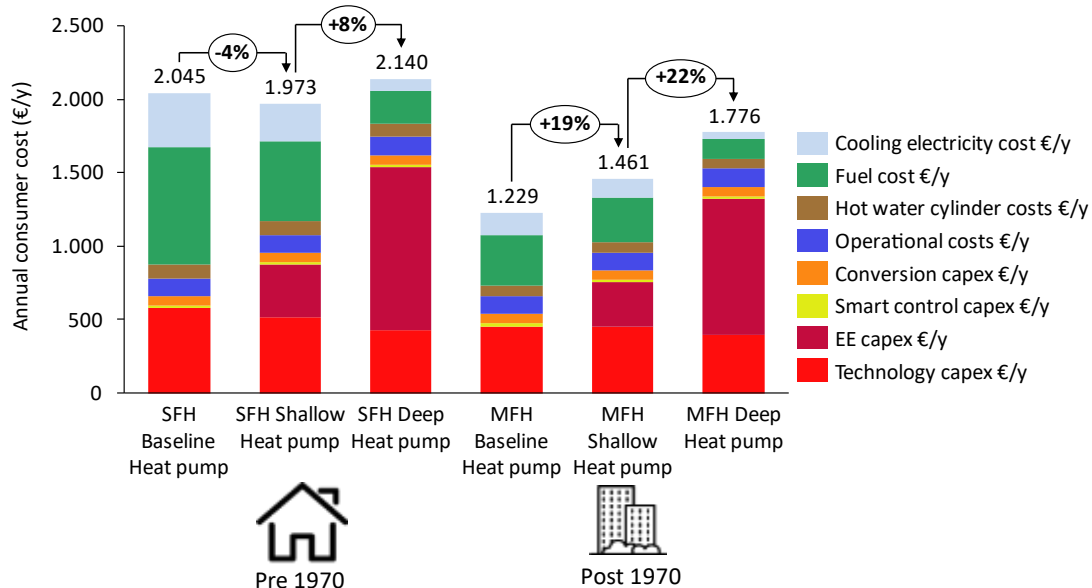 Annual consumer cost (€/y)
2.500
2.000
1.500
1.000
500
0
2.045
-4%
1.973
+8%
2.140
1.229
+19%
1.461
+22%
1.776
SFH
Baseline
Heat pump
SFH Shallow
Heat pump
SFH Deep
Heat pump
MFH
Baseline
Heat pump
MFH
Shallow
Heat pump
MFH Deep
Heat pump
Pre 1970
Post 1970
Cooling electricity cost €/y
Fuel cost €/y
Hot water cylinder costs €/y
Operational costs €/y
Conversion capex €/y
Smart control capex €/y
EE capex €/y
Technology capex €/y